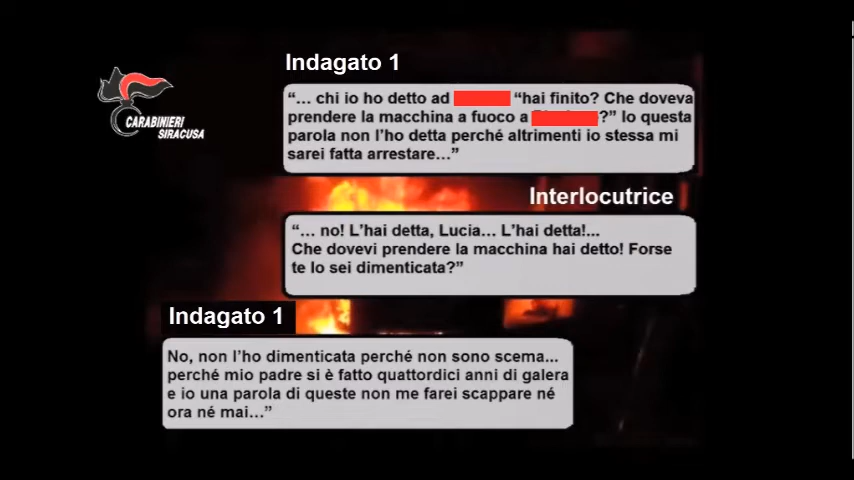 Indagato 1
CARABINIERI
SIRACUSA
“... chi io ho detto ad “hai finito? Che doveva
prendere la macchina a fuoco a ?” Io questa
parola non l’ho detta perché altrimenti io stessa mi
sarei fatta arrestare...”
Interlocutrice
“... no! L’hai detta, Lucia... L’hai detta!...
Che dovevi prendere la macchina hai detto! Forse
te lo sei dimenticata?”
Indagato 1
No, non l’ho dimenticata perché non sono scema...
perché mio padre si è fatto quattordici anni di galera
e io una parola di queste non me farei scappare né
ora né mai...”